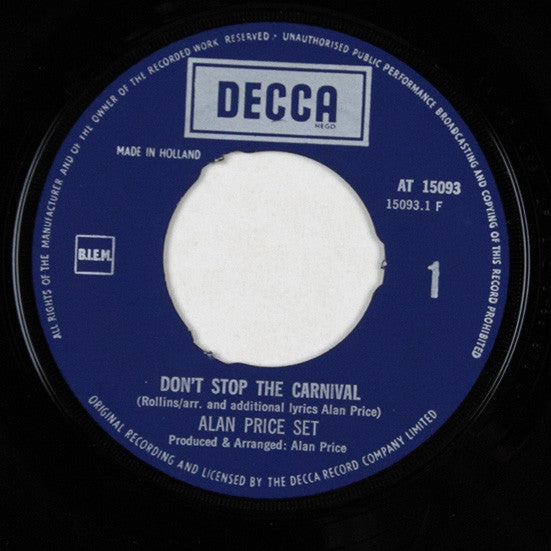 ALL RIGHTS OF THE MANUFACTURER AND OF THE OWNER OF THE RECORDED WORK RESERVED · UNAUTHORISED PUBLIC PERFORMANCE BROADCASTING AND COPYING OF THIS RECORD PROHIBITED
DECCA
REGD.
MADE IN HOLLAND
AT 15093
15093.1 F
B.I.E.M.
1
DON'T STOP THE CARNIVAL
(Rollins/arr. and additional lyrics Alan Price)
ALAN PRICE SET
Produced & Arranged: Alan Price
ORIGINAL RECORDING AND LICENSED BY THE DECCA RECORD COMPANY LIMITED